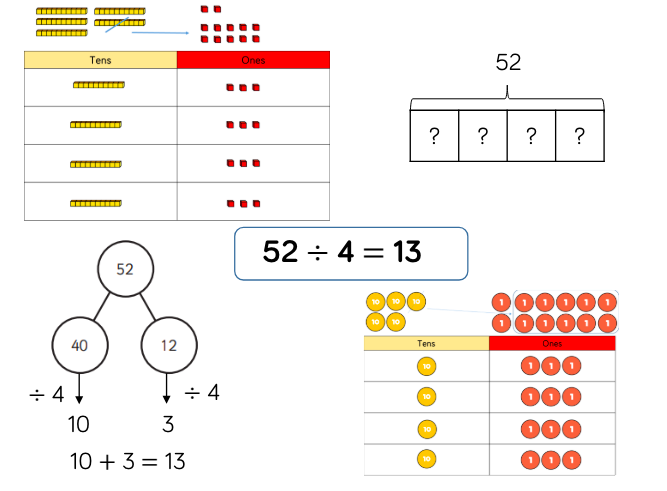 Tens Ones
52
? ? ? ?
52 ÷ 4 = 13
52
40 12
÷ 4 ÷ 4
10 3
10 + 3 = 13
10 10 10 1 1 1 1 1 1
10 10 1 1 1 1 1 1
Tens Ones
10 1 1 1
10 1 1 1
10 1 1 1
10 1 1 1